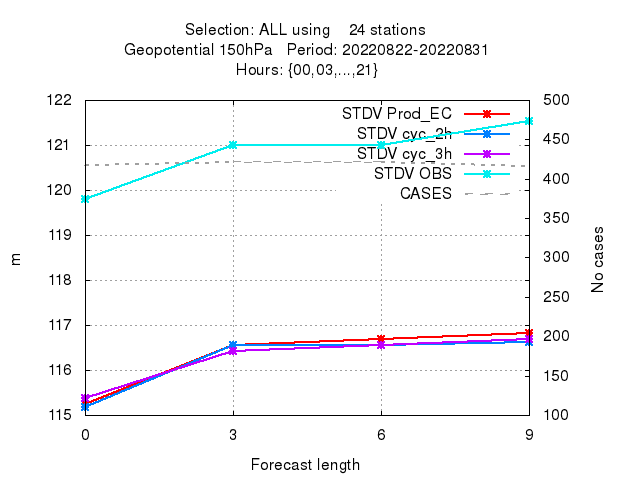 Selection: ALL using    24 stations
Geopotential 150hPa   Period: 20220822-20220831
Hours: {00,03,...,21}
122
121
120
119
118
117
116
115
m
500
450
400
350
300
250
200
150
100
No cases
STDV Prod_EC
STDV cyc_2h
STDV cyc_3h
STDV OBS
CASES
0
3
6
9
Forecast length